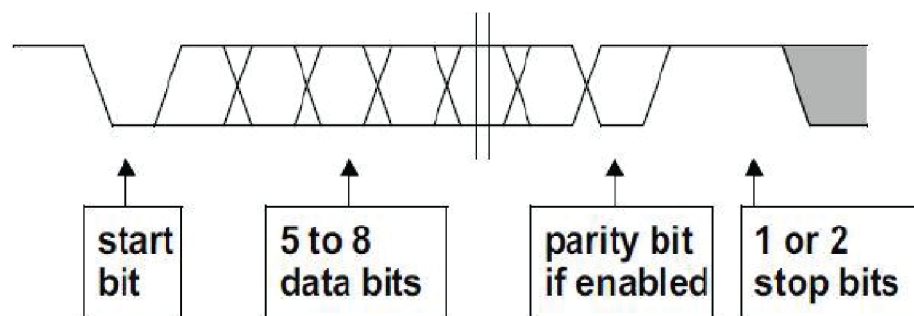 start
bit
5 to 8
data bits
parity bit
if enabled
1 or 2
stop bits